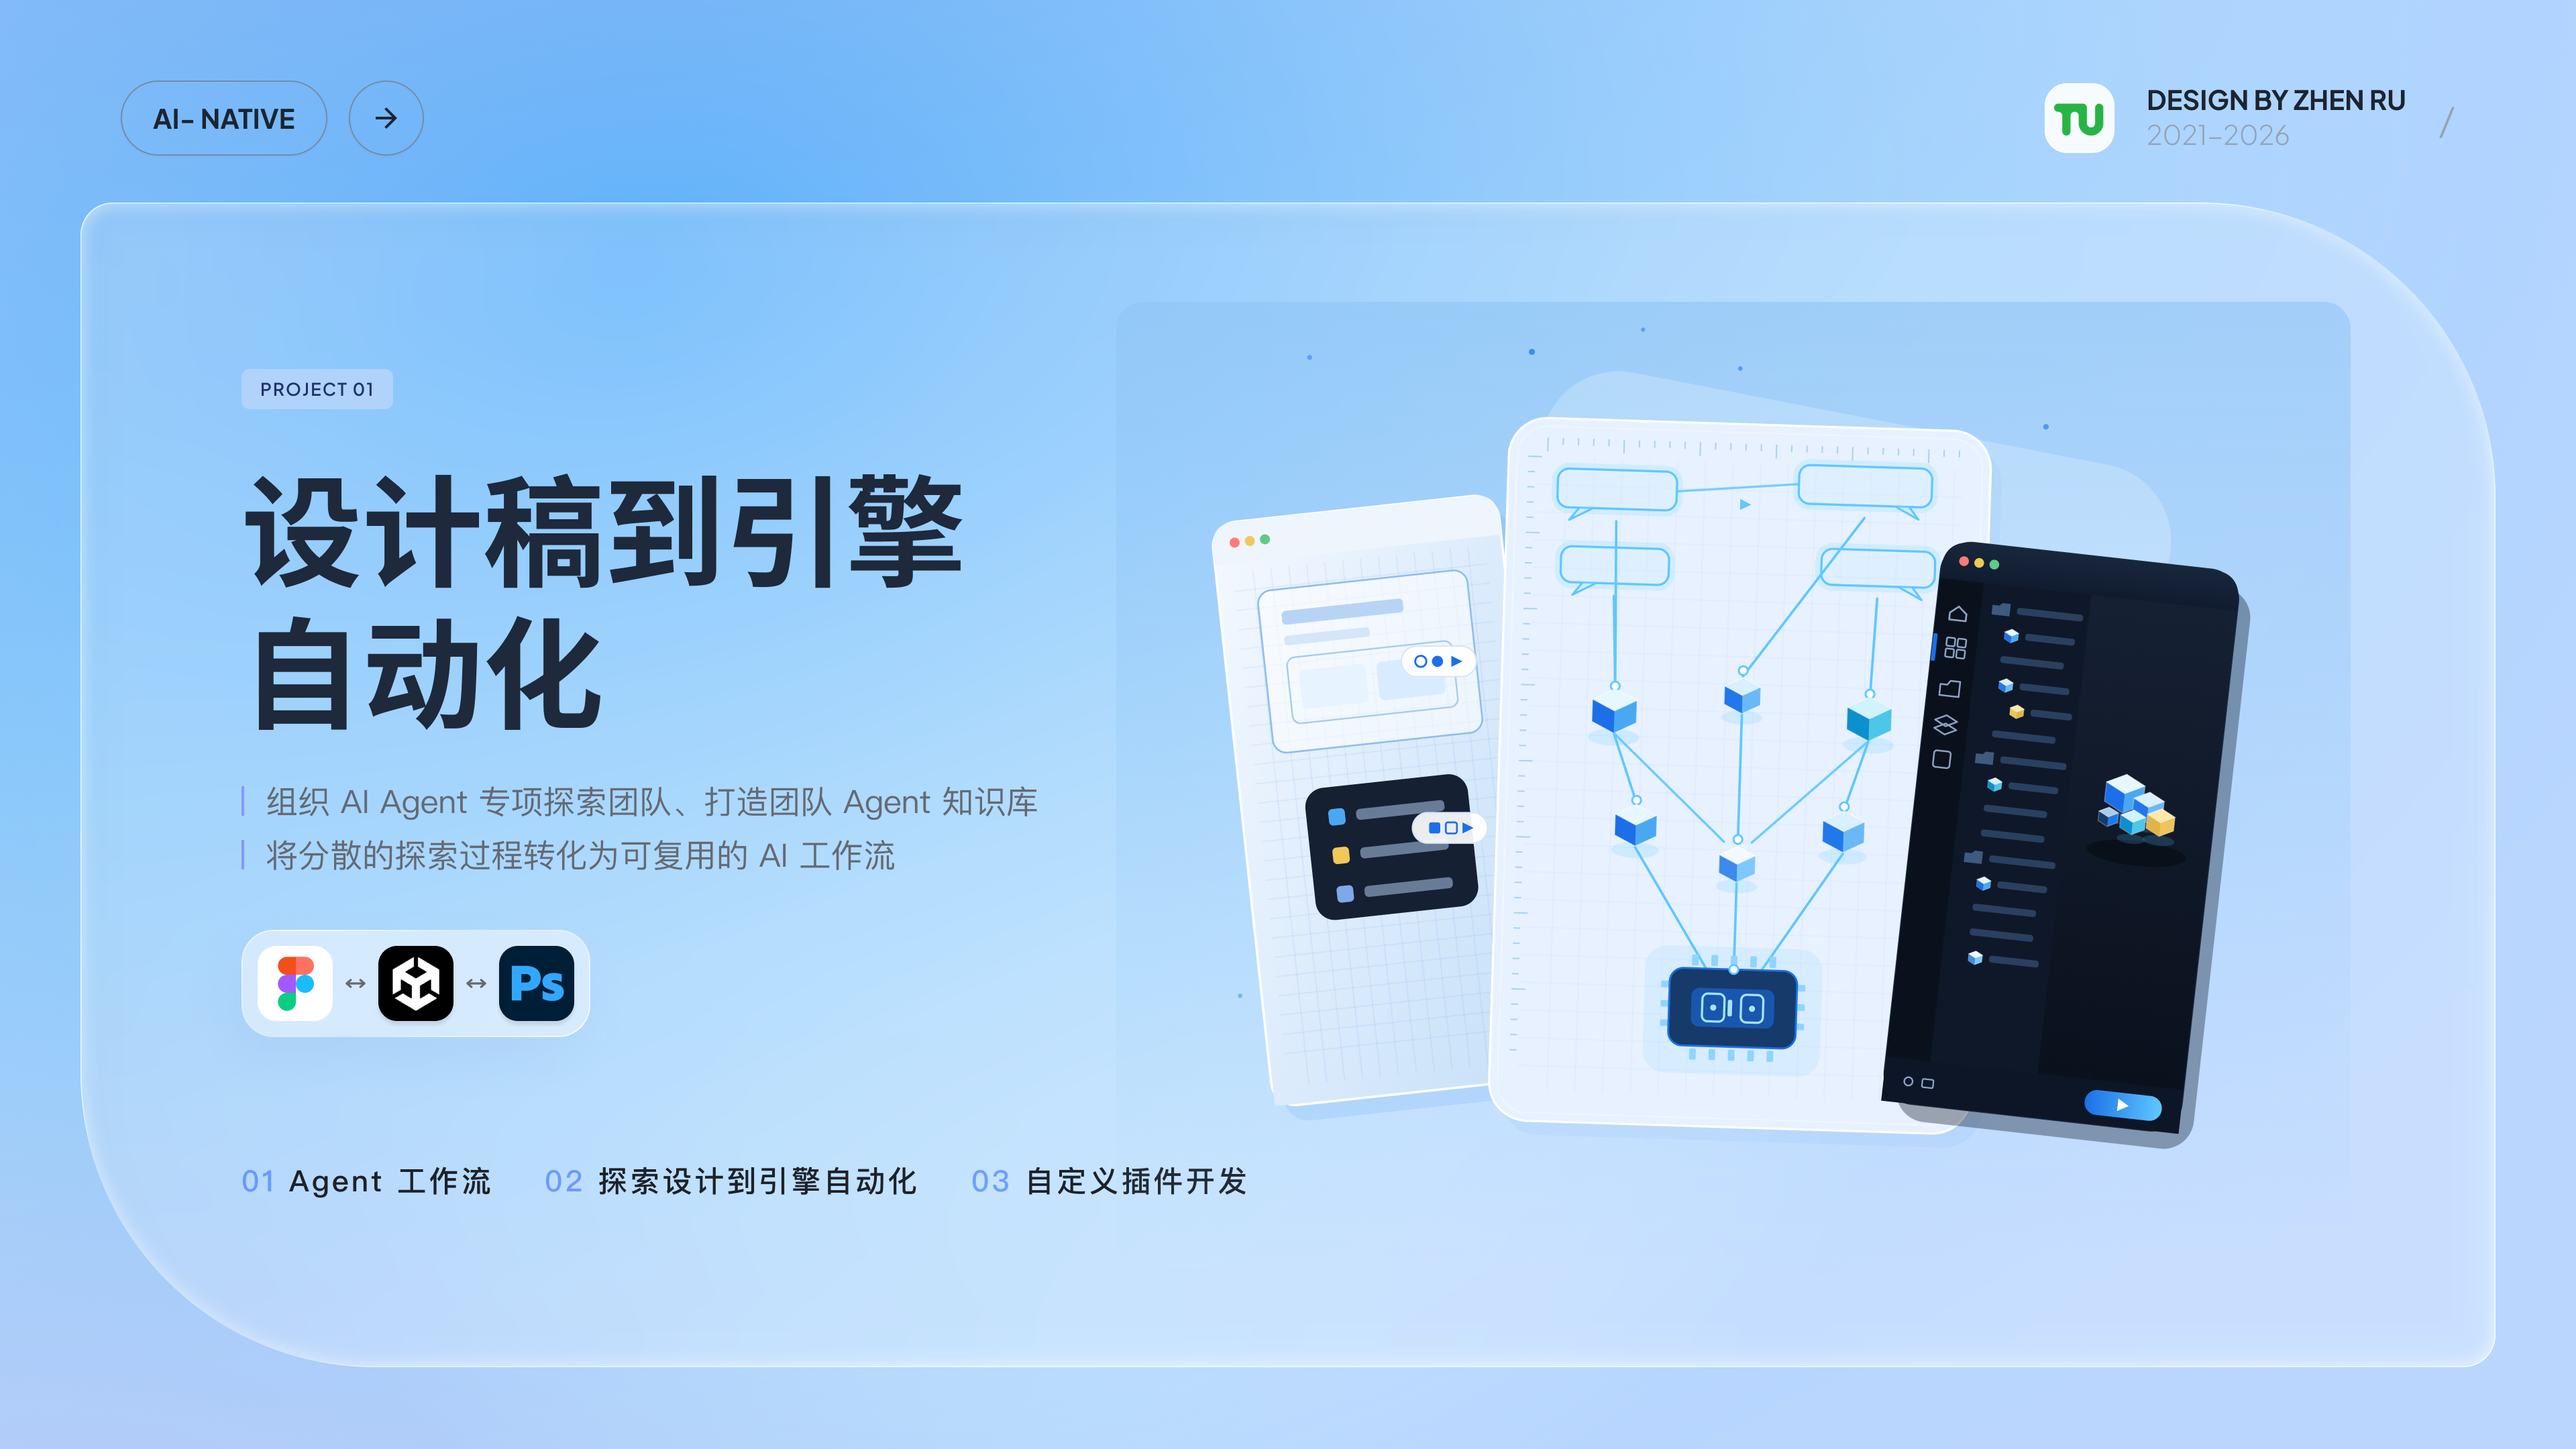 AI- NATIVE
TU
DESIGN BY ZHEN RU
2021-2026
/
PROJECT 01
设计稿到引擎
自动化
组织 AI Agent 专项探索团队、打造团队 Agent 知识库
将分散的探索过程转化为可复用的 AI 工作流
Ps
01 Agent 工作流
02 探索设计到引擎自动化
03 自定义插件开发